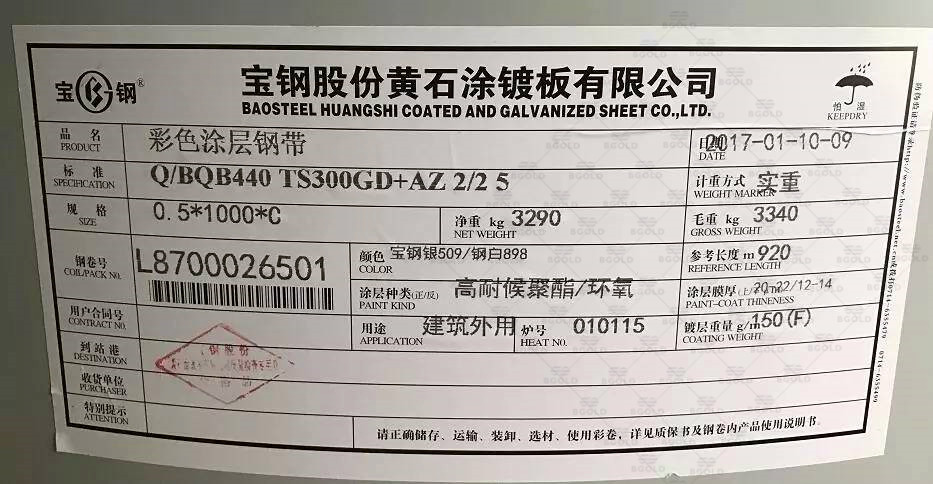 宝钢®
宝钢股份黄石涂镀板有限公司
BAOSTEEL HUANGSHI COATED AND GALVANIZED SHEET CO.,LTD.
怕湿
KEEPDRY
品名 彩色涂层钢带 2017-01-10-09
PRODUCT DATE
标准 Q/BQB440 TS300GD+AZ 2/2 5 计重方式 实重
SPECIFICATION WEIGHT MARKER
规格 0.5*1000*C 净重 kg 3290 毛重 kg 3340
SIZE NET WEIGHT GROSS WEIGHT
钢卷号 L8700026501 颜色 宝钢银509/钢白898 参考长度 m 920
COIL/PACK NO. COLOR REFERENCE LENGTH
涂层种类(正/反) 高耐候聚酯/环氧 涂层膜厚 20-22/12-14
PAINT KIND PAINT-COAT THINENESS
用户合同号 用途 建筑外用 炉号 010115 镀层重量 g/m 150(F)
CONTRACT NO. APPLICATION HEAT NO. COATING WEIGHT
到站港
DESTINATION
收货单位
PURCHASER
特别提示
ATTENTION
请正确储存、运输、装卸、选材、使用彩卷，详见质保书及钢卷内产品使用说明书。
钢股份
BGOLD